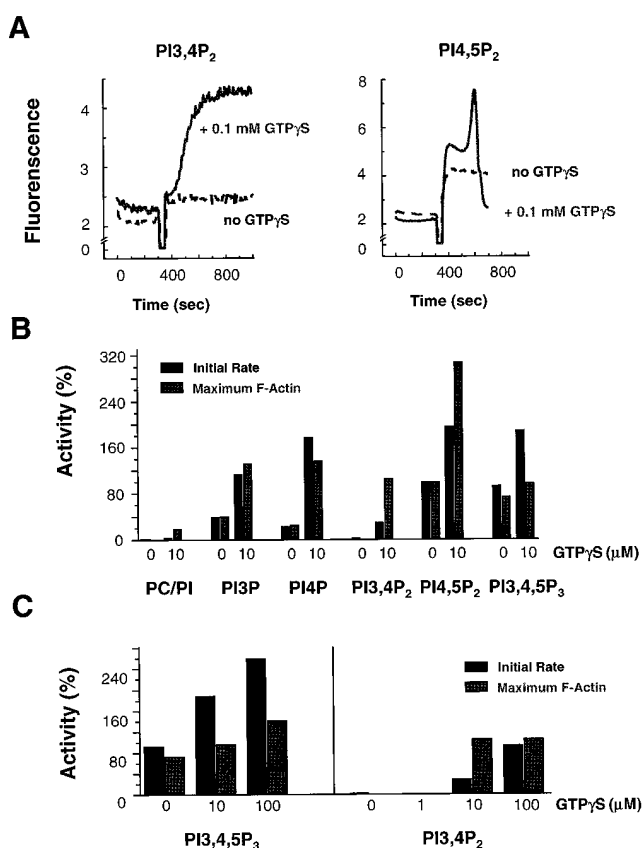 A
PI3,4P2
PI4,5P2
Fluorenscence
4
3
2
0
+ 0.1 mM GTPγS
no GTPγS
0 400 800
Time (sec)
8
6
4
2
0
no GTPγS
+ 0.1 mM GTPγS
0 400 800
Time (sec)
B
Activity (%)
320
240
160
80
0
Initial Rate
Maximum F-Actin
0 10 0 10 0 10 0 10 0 10 0 10 GTPγS (μM)
PC/PI PI3P PI4P PI3,4P2 PI4,5P2 PI3,4,5P3
C
Activity (%)
240
160
80
0
Initial Rate
Maximum F-Actin
0 10 100 0 1 10 100 GTPγS (μM)
PI3,4,5P3 PI3,4P2